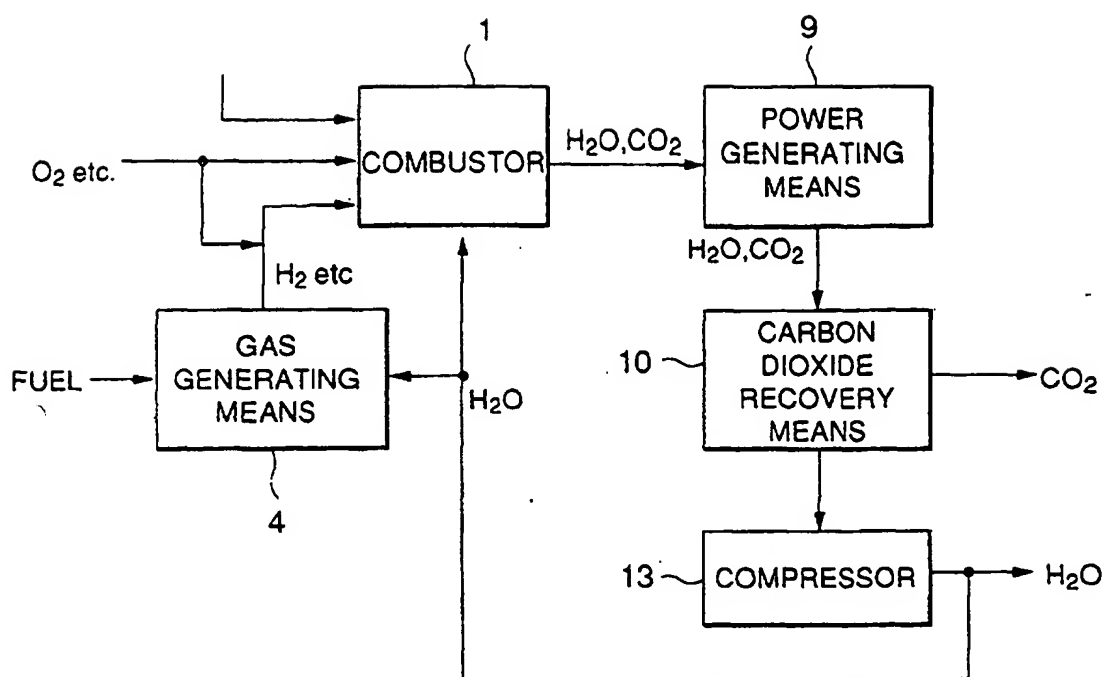 1
9
COMBUSTOR
H₂O,CO₂
POWER
GENERATING
MEANS
O₂ etc.
H₂O,CO₂
H₂ etc
GAS
GENERATING
MEANS
FUEL
H₂O
4
10
CARBON
DIOXIDE
RECOVERY
MEANS
CO₂
13
COMPRESSOR
H₂O